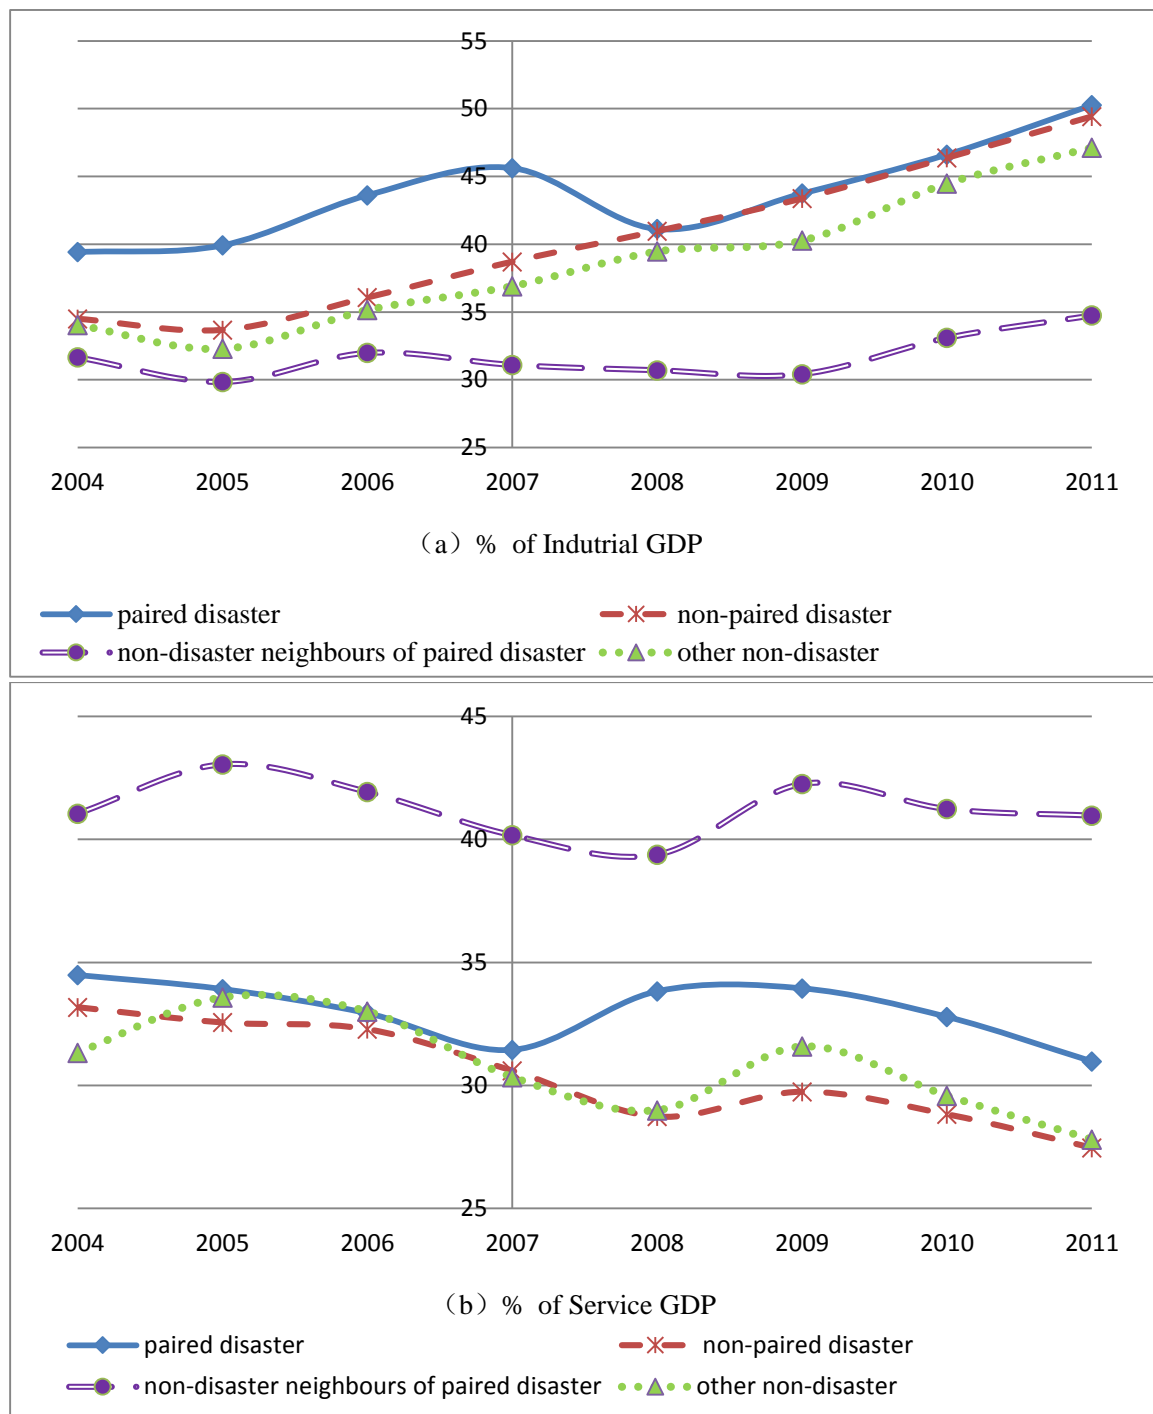 55
50
45
40
35
30
25
2004 2005 2006 2007 2008 2009 2010 2011
（a）% of Indutrial GDP
paired disaster non-paired disaster
non-disaster neighbours of paired disaster other non-disaster
45
40
35
30
25
2004 2005 2006 2007 2008 2009 2010 2011
（b）% of Service GDP
paired disaster non-paired disaster
non-disaster neighbours of paired disaster other non-disaster